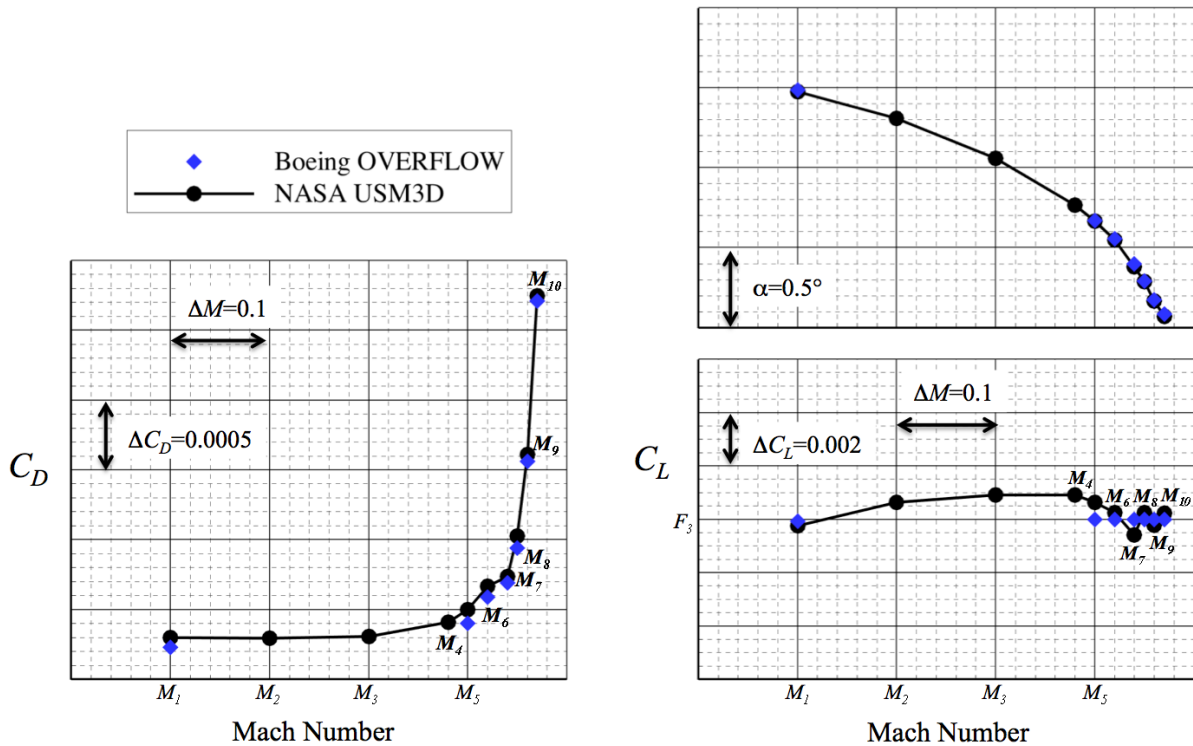 Boeing OVERFLOW
NASA USM3D
α=0.5°
M10
ΔM=0.1
ΔCD=0.0005
CD
M9
M8
M7
M6
M4
M1 M2 M3 M5
Mach Number
ΔM=0.1
ΔCL=0.002
CL
M4
M6 M8 M10
F3
M7 M9
M1 M2 M3 M5
Mach Number